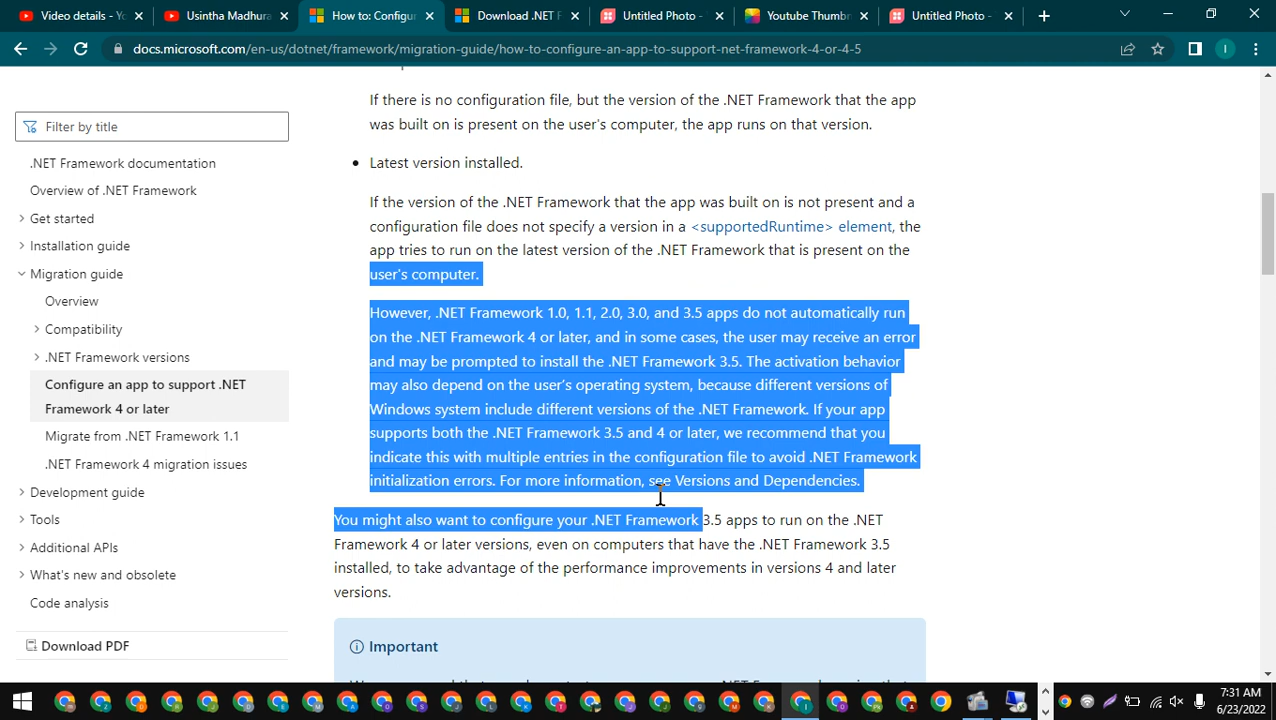 Video details - Yo
Usintha Madhura
How to: Configur
Download .NET F
Untitled Photo -
Youtube Thumbn
Untitled Photo -
docs.microsoft.com/en-us/dotnet/framework/migration-guide/how-to-configure-an-app-to-support-net-framework-4-or-4-5
Filter by title
.NET Framework documentation
Overview of .NET Framework
Get started
Installation guide
Migration guide
Overview
Compatibility
.NET Framework versions
Configure an app to support .NET
Framework 4 or later
Migrate from .NET Framework 1.1
.NET Framework 4 migration issues
Development guide
Tools
Additional APIs
What's new and obsolete
Code analysis
Download PDF
If there is no configuration file, but the version of the .NET Framework that the app
was built on is present on the user's computer, the app runs on that version.
• Latest version installed.
If the version of the .NET Framework that the app was built on is not present and a
configuration file does not specify a version in a <supportedRuntime> element, the
app tries to run on the latest version of the .NET Framework that is present on the
user's computer.
However, .NET Framework 1.0, 1.1, 2.0, 3.0, and 3.5 apps do not automatically run
on the .NET Framework 4 or later, and in some cases, the user may receive an error
and may be prompted to install the .NET Framework 3.5. The activation behavior
may also depend on the user's operating system, because different versions of
Windows system include different versions of the .NET Framework. If your app
supports both the .NET Framework 3.5 and 4 or later, we recommend that you
indicate this with multiple entries in the configuration file to avoid .NET Framework
initialization errors. For more information, see Versions and Dependencies.
You might also want to configure your .NET Framework 3.5 apps to run on the .NET
Framework 4 or later versions, even on computers that have the .NET Framework 3.5
installed, to take advantage of the performance improvements in versions 4 and later
versions.
Important
7:31 AM
6/23/2022